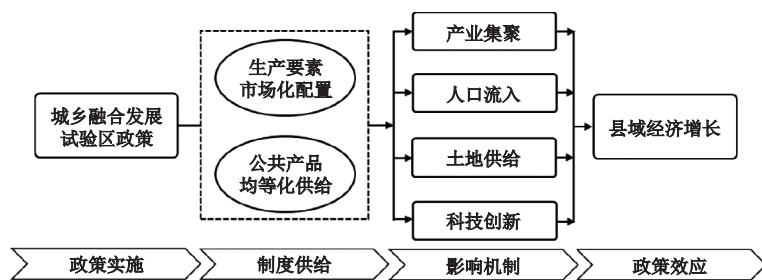 城乡融合发展
试验区政策
生产要素
市场化配置
公共产品
均等化供给
产业集聚
人口流入
土地供给
科技创新
县域经济增长
政策实施
制度供给
影响机制
政策效应